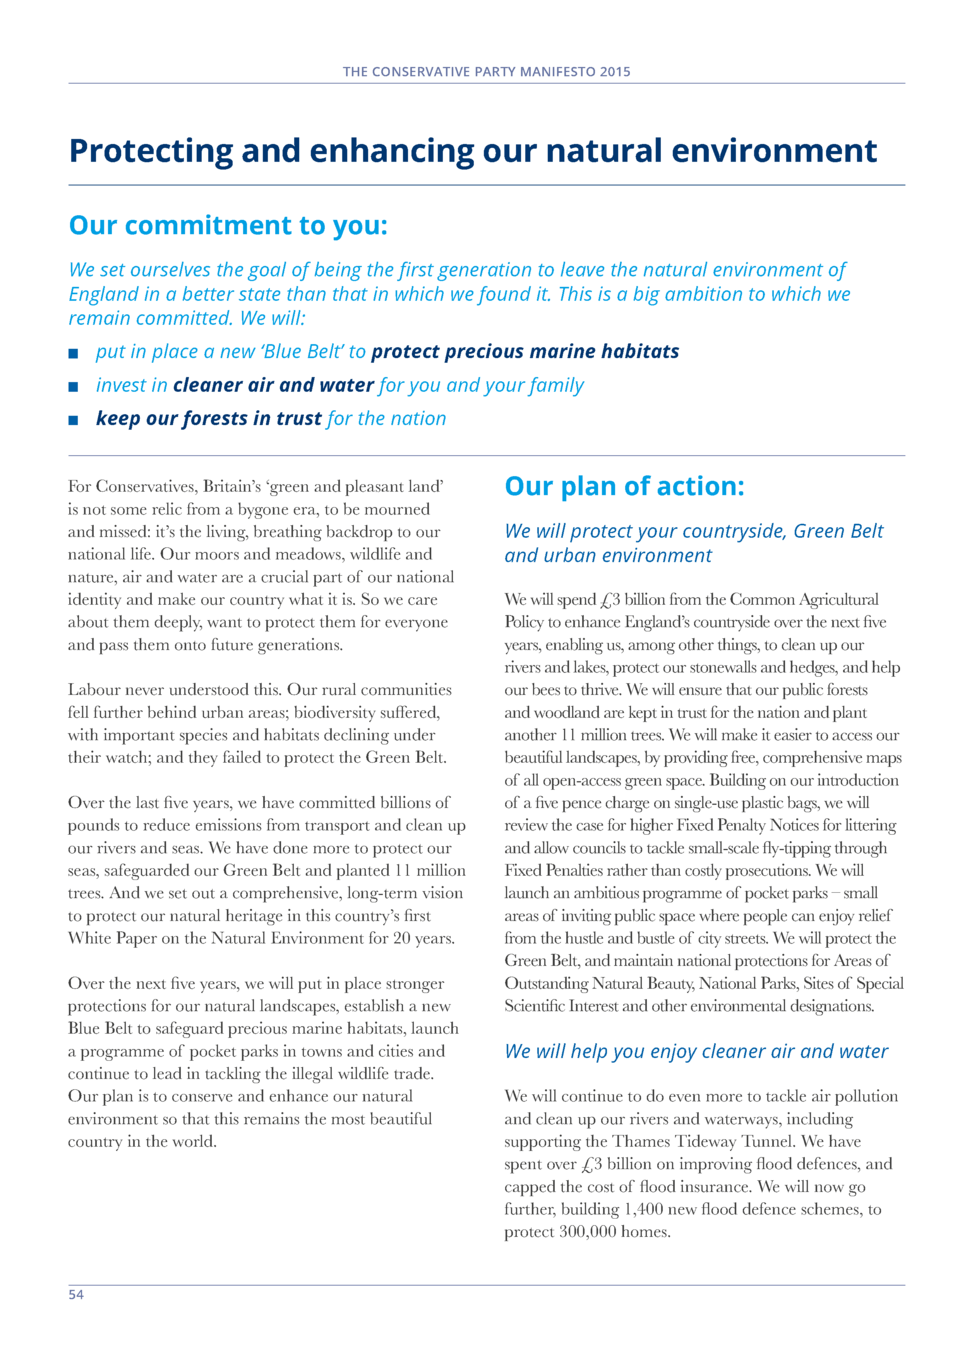 THE CONSERVATIVE PARTY MANIFESTO 2015
Protecting and enhancing our natural environment
Our commitment to you:
We set ourselves the goal of being the first generation to leave the natural environment of
England in a better state than that in which we found it. This is a big ambition to which we
remain committed. We will:
■ put in place a new ‘Blue Belt’ to protect precious marine habitats
■ invest in cleaner air and water for you and your family
■ keep our forests in trust for the nation
For Conservatives, Britain’s ‘green and pleasant land’
is not some relic from a bygone era, to be mourned
and missed: it’s the living, breathing backdrop to our
national life. Our moors and meadows, wildlife and
nature, air and water are a crucial part of our national
identity and make our country what it is. So we care
about them deeply, want to protect them for everyone
and pass them onto future generations.
Labour never understood this. Our rural communities
fell further behind urban areas; biodiversity suffered,
with important species and habitats declining under
their watch; and they failed to protect the Green Belt.
Over the last five years, we have committed billions of
pounds to reduce emissions from transport and clean up
our rivers and seas. We have done more to protect our
seas, safeguarded our Green Belt and planted 11 million
trees. And we set out a comprehensive, long-term vision
to protect our natural heritage in this country’s first
White Paper on the Natural Environment for 20 years.
Over the next five years, we will put in place stronger
protections for our natural landscapes, establish a new
Blue Belt to safeguard precious marine habitats, launch
a programme of pocket parks in towns and cities and
continue to lead in tackling the illegal wildlife trade.
Our plan is to conserve and enhance our natural
environment so that this remains the most beautiful
country in the world.
Our plan of action:
We will protect your countryside, Green Belt
and urban environment
We will spend £3 billion from the Common Agricultural
Policy to enhance England’s countryside over the next five
years, enabling us, among other things, to clean up our
rivers and lakes, protect our stonewalls and hedges, and help
our bees to thrive. We will ensure that our public forests
and woodland are kept in trust for the nation and plant
another 11 million trees. We will make it easier to access our
beautiful landscapes, by providing free, comprehensive maps
of all open-access green space. Building on our introduction
of a five pence charge on single-use plastic bags, we will
review the case for higher Fixed Penalty Notices for littering
and allow councils to tackle small-scale fly-tipping through
Fixed Penalties rather than costly prosecutions. We will
launch an ambitious programme of pocket parks – small
areas of inviting public space where people can enjoy relief
from the hustle and bustle of city streets. We will protect the
Green Belt, and maintain national protections for Areas of
Outstanding Natural Beauty, National Parks, Sites of Special
Scientific Interest and other environmental designations.
We will help you enjoy cleaner air and water
We will continue to do even more to tackle air pollution
and clean up our rivers and waterways, including
supporting the Thames Tideway Tunnel. We have
spent over £3 billion on improving flood defences, and
capped the cost of flood insurance. We will now go
further, building 1,400 new flood defence schemes, to
protect 300,000 homes.
54